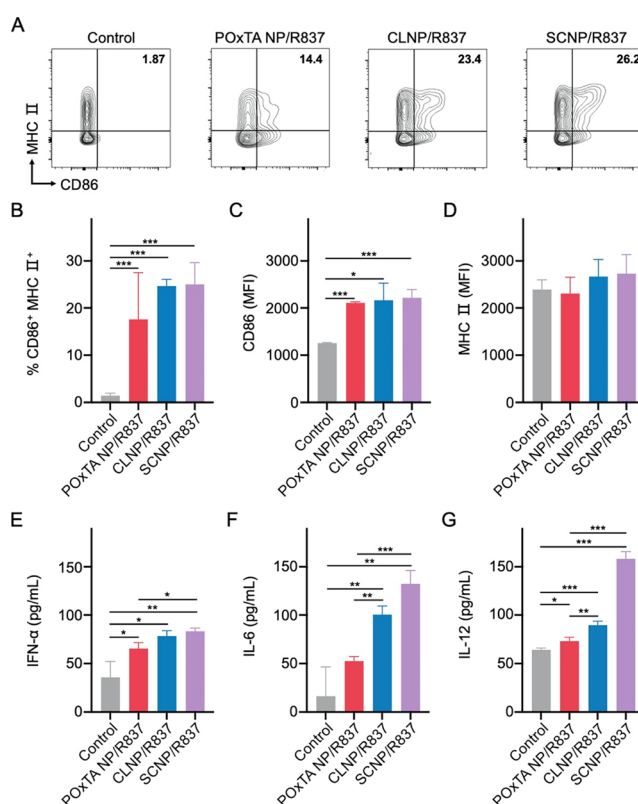 A
Control
POxTA NP/R837
CLNP/R837
SCNP/R837
1.87
14.4
23.4
26.2
MHC II
CD86
B
% CD86+ MHC II+
30
20
10
0
***
***
***
Control
POxTA NP/R837
CLNP/R837
SCNP/R837
C
CD86 (MFI)
3000
2000
1000
0
***
*
***
Control
POxTA NP/R837
CLNP/R837
SCNP/R837
D
MHC II (MFI)
3000
2000
1000
0
Control
POxTA NP/R837
CLNP/R837
SCNP/R837
E
IFN-α (pg/mL)
150
100
50
0
*
**
*
*
Control
POxTA NP/R837
CLNP/R837
SCNP/R837
F
IL-6 (pg/mL)
150
100
50
0
***
**
**
**
Control
POxTA NP/R837
CLNP/R837
SCNP/R837
G
IL-12 (pg/mL)
150
100
50
0
***
***
***
*
**
Control
POxTA NP/R837
CLNP/R837
SCNP/R837